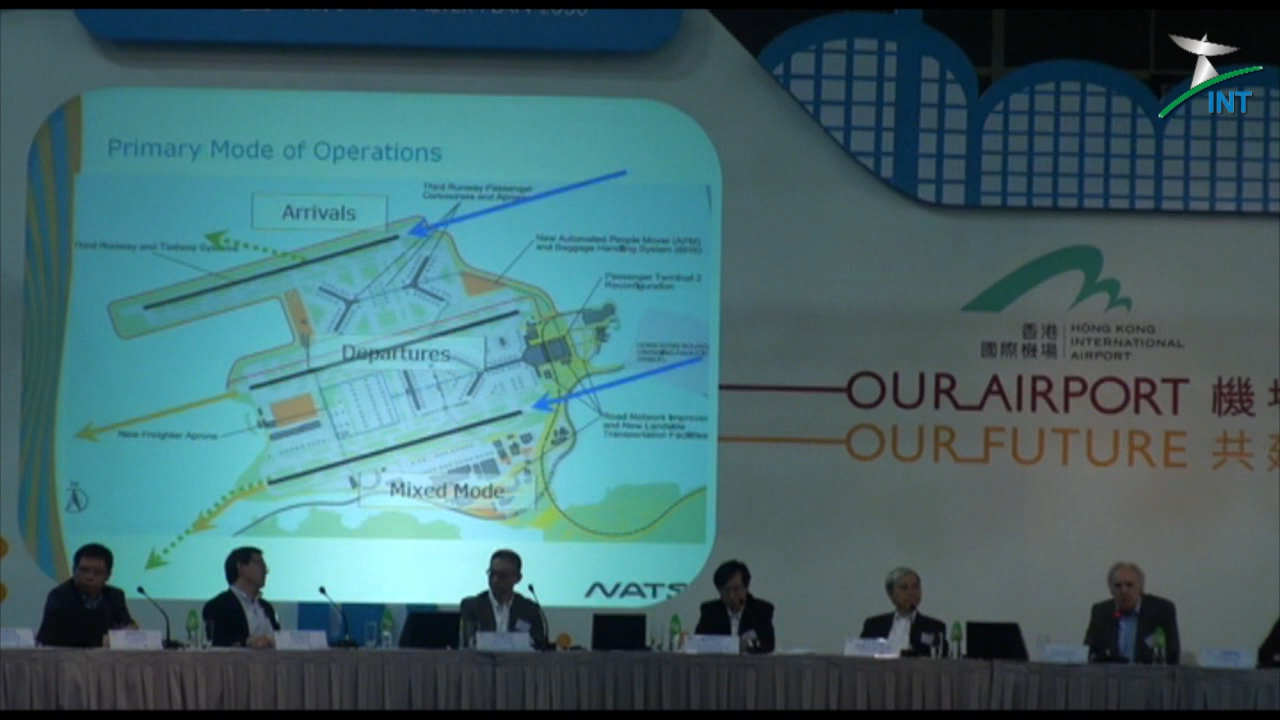 INT
Primary Mode of Operations
Third Runway Passenger
Concourses and Apron
Arrivals
Third Runway and Taxiway System
New Automated People Mover (APM)
and Baggage Handling System (BHS)
Passenger Terminal 2
Reconfiguration
Departures
New Freighter Aprons
Road Network
and New Landside
Transportation Facilities
Mixed Mode
NATS
香港
國際機場
HONG KONG
INTERNATIONAL
AIRPORT
OUR AIRPORT 機
OUR FUTURE 共